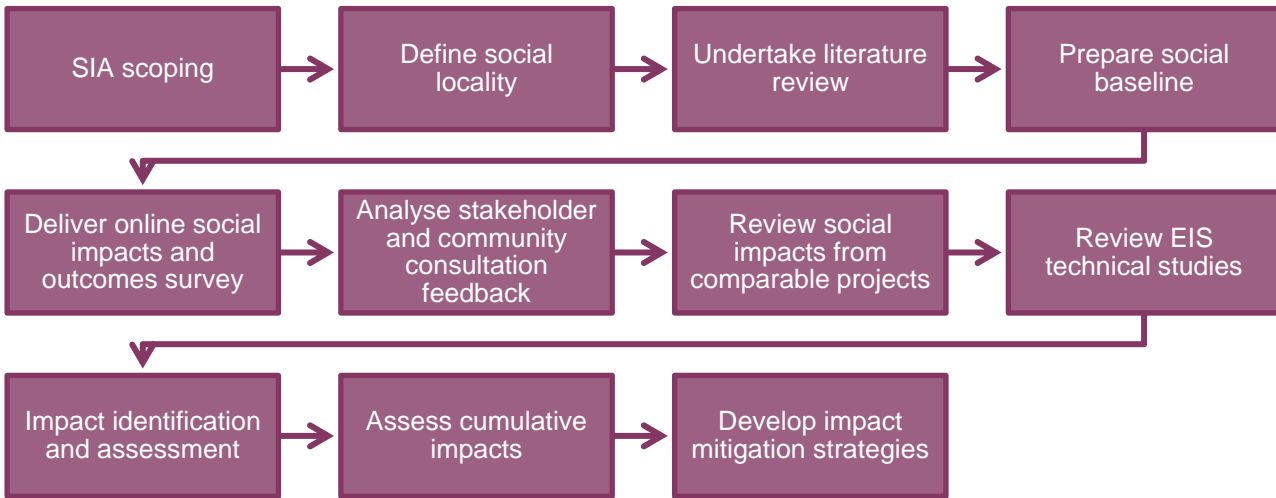 SIA scoping
Define social
locality
Undertake literature
review
Prepare social
baseline
Deliver online social
impacts and
outcomes survey
Analyse stakeholder
and community
consultation
feedback
Review social
impacts from
comparable projects
Review EIS
technical studies
Impact identification
and assessment
Assess cumulative
impacts
Develop impact
mitigation strategies